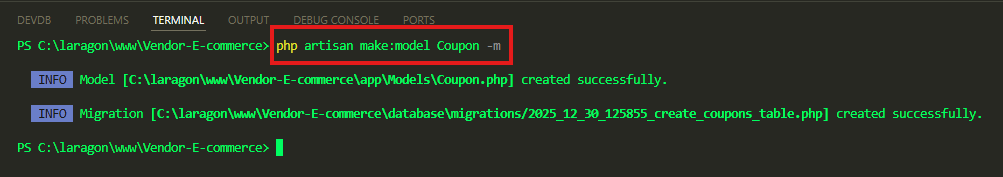 DEVDB PROBLEMS TERMINAL OUTPUT DEBUG CONSOLE PORTS
PS C:\laragon\www\Vendor-E-commerce> php artisan make:model Coupon -m
INFO Model [C:\laragon\www\Vendor-E-commerce\app\Models\Coupon.php] created successfully.
INFO Migration [C:\laragon\www\Vendor-E-commerce\database\migrations/2025_12_30_125855_create_coupons_table.php] created successfully.
PS C:\laragon\www\Vendor-E-commerce>